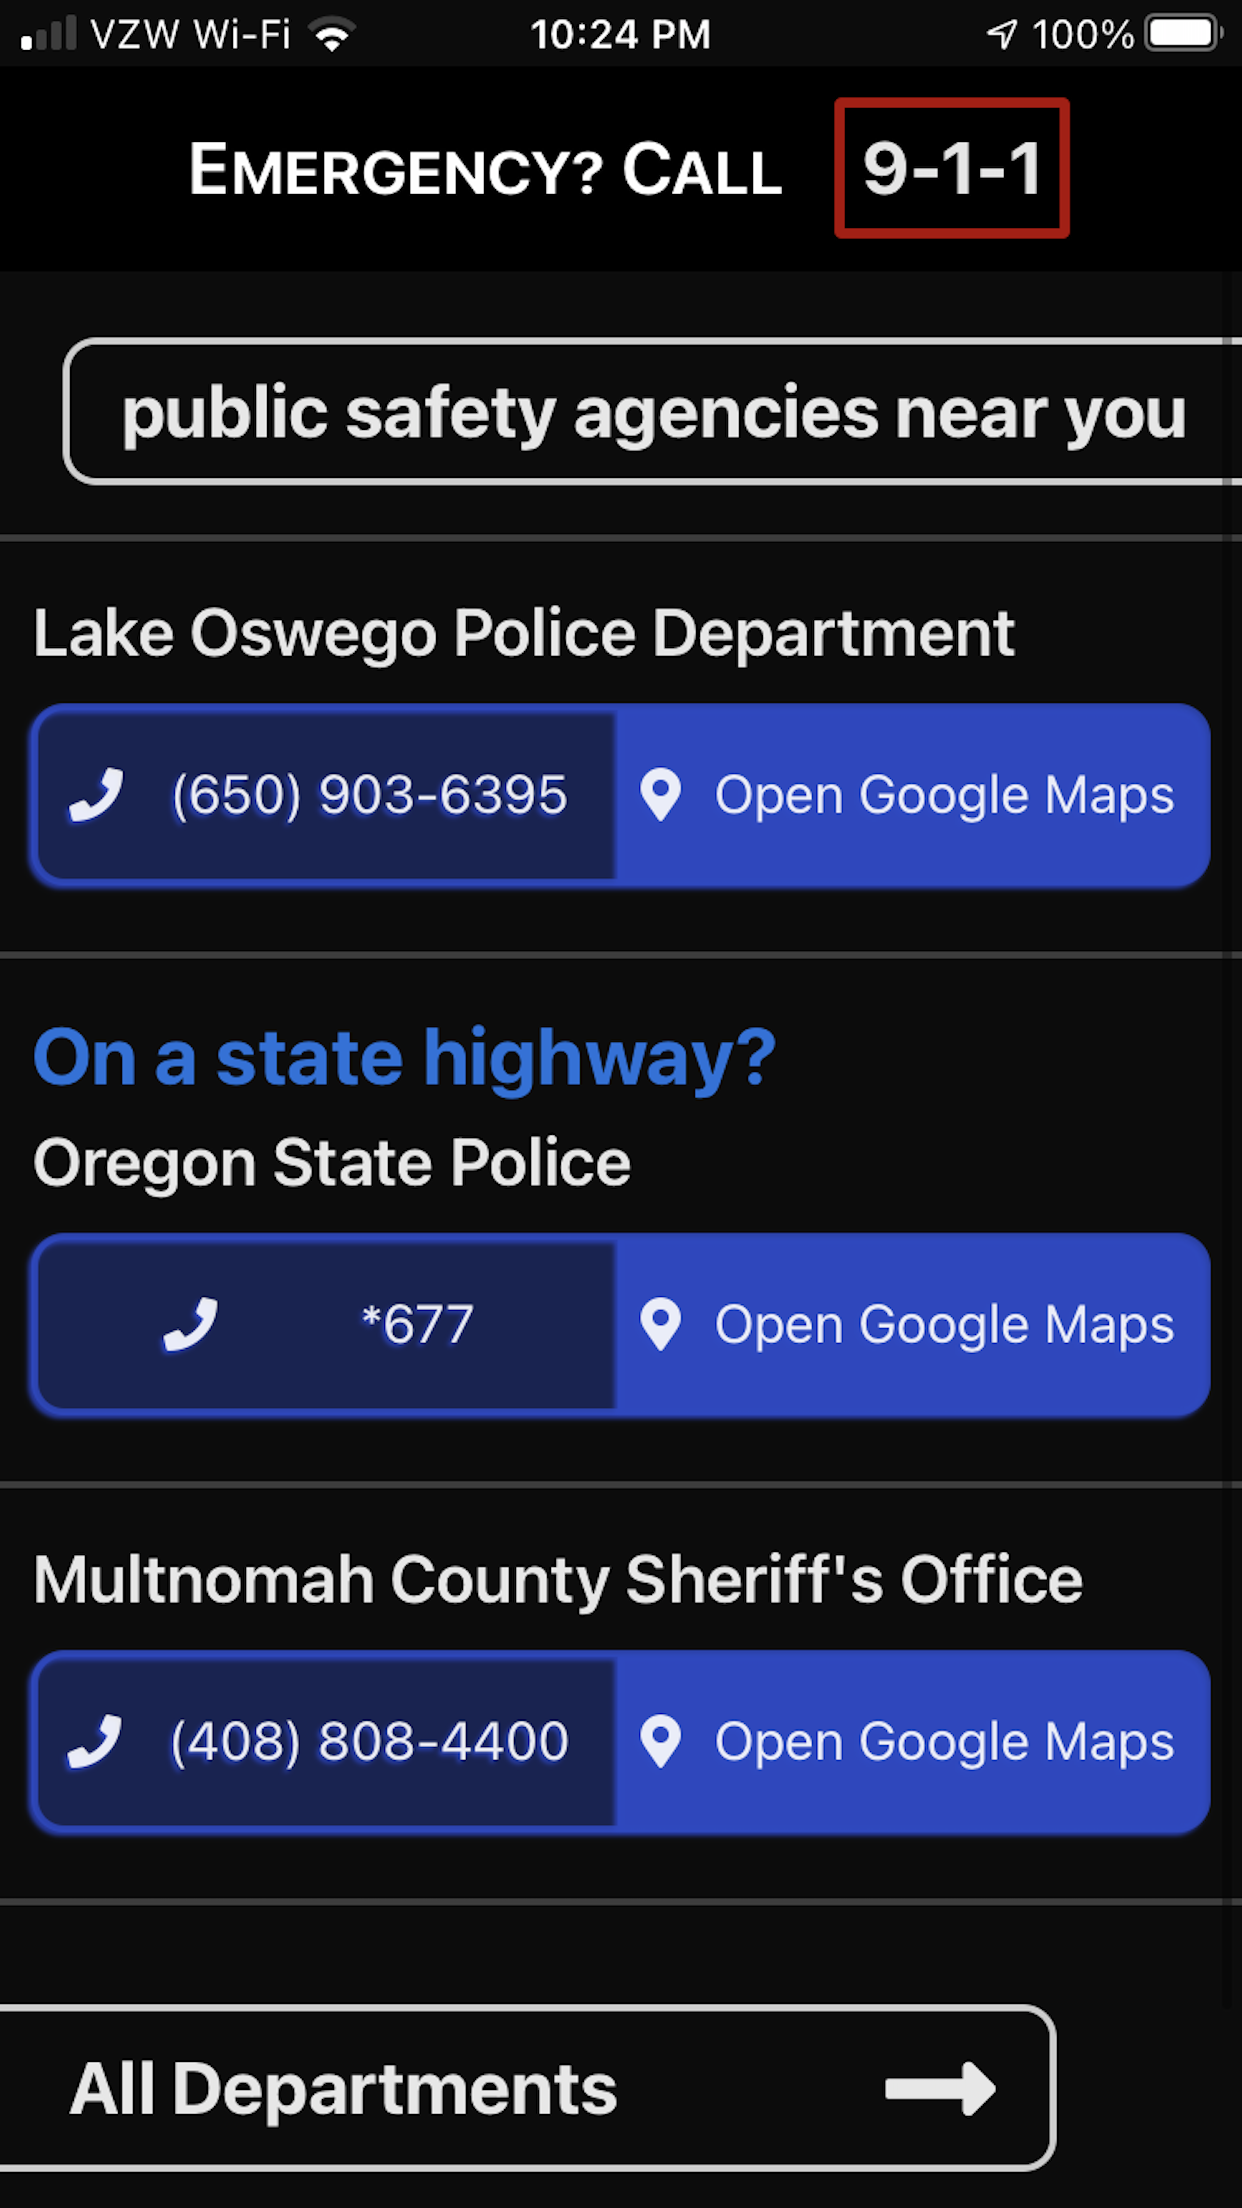 VZW Wi-Fi 10:24 PM 100%
EMERGENCY? CALL 9-1-1
public safety agencies near you
Lake Oswego Police Department
(650) 903-6395 Open Google Maps
On a state highway?
Oregon State Police
*677 Open Google Maps
Multnomah County Sheriff's Office
(408) 808-4400 Open Google Maps
All Departments